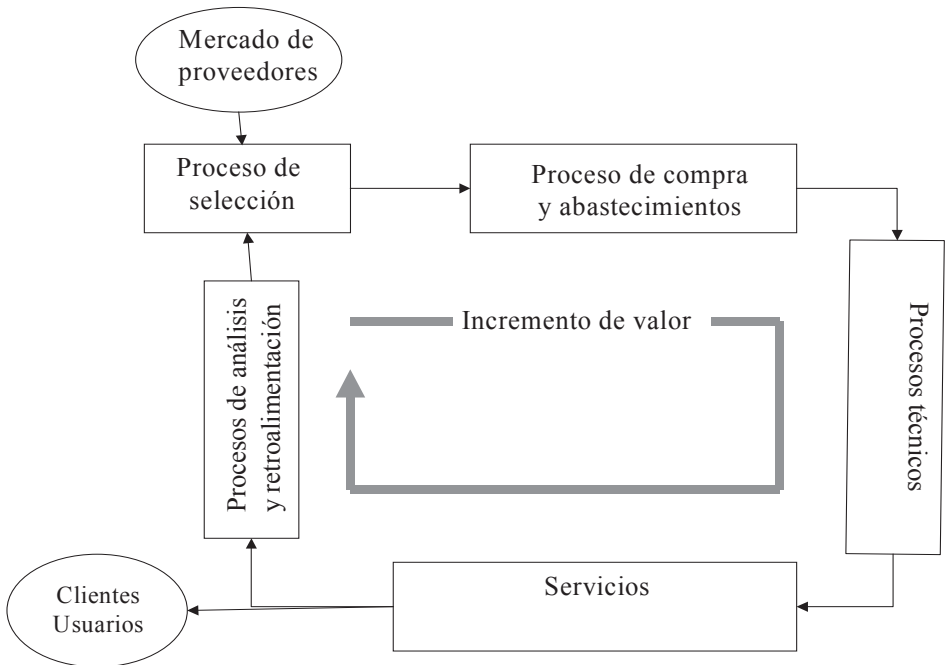 Mercado de
proveedores
Proceso de
selección
Proceso de compra
y abastecimientos
Procesos técnicos
Incremento de valor
Procesos de análisis
y retroalimentación
Servicios
Clientes
Usuarios